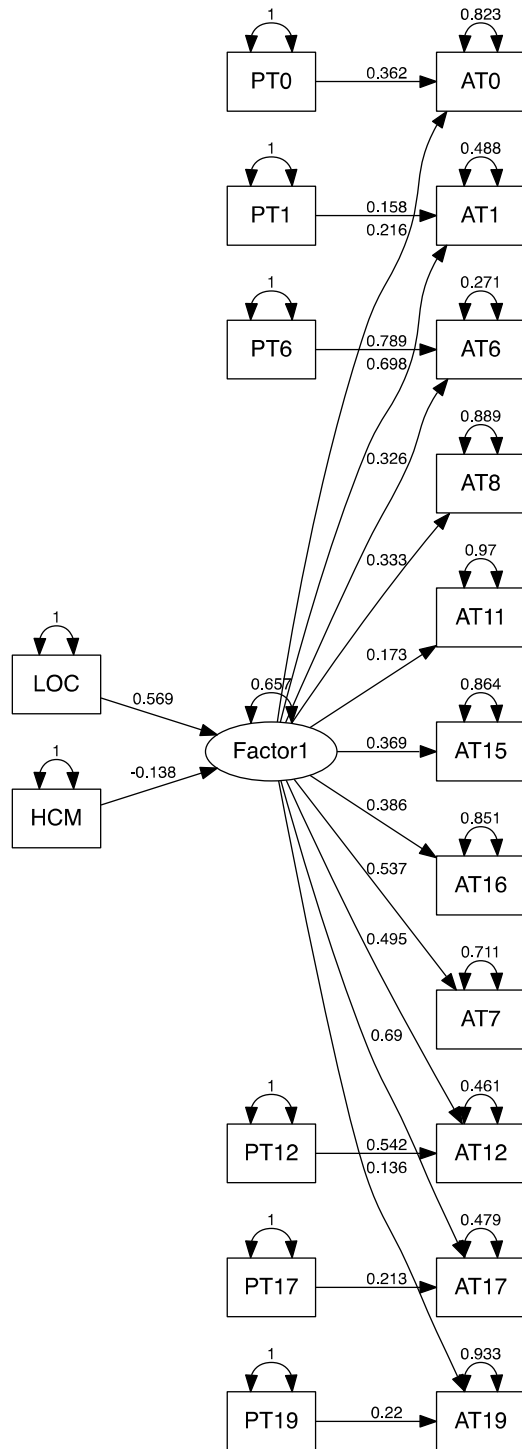 1
0.823
PT0
0.362
AT0
1
0.488
PT1
0.158
AT1
0.216
1
0.271
PT6
0.789
AT6
0.698
0.889
0.326
AT8
0.333
0.97
AT11
1
0.173
LOC
0.657
0.864
0.569
Factor1
0.369
AT15
1
-0.138
HCM
0.386
0.851
AT16
0.537
0.495
0.711
AT7
0.69
1
0.461
PT12
0.542
AT12
0.136
1
0.479
PT17
0.213
AT17
1
0.933
PT19
0.22
AT19